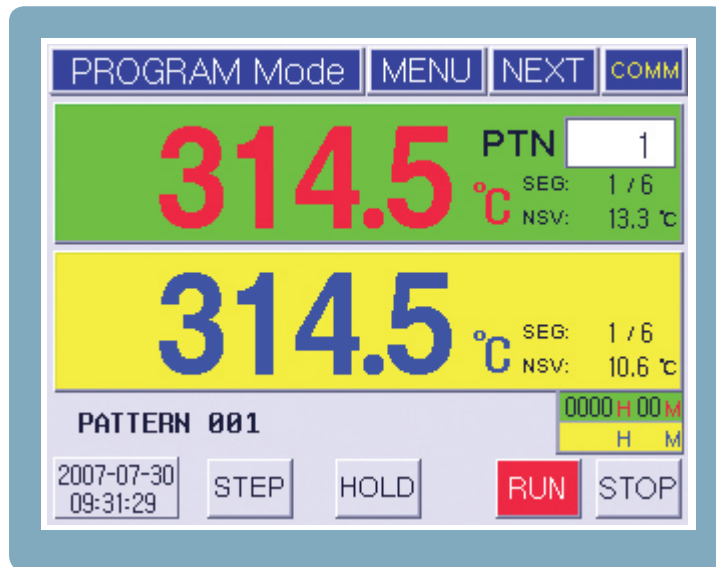 PROGRAM Mode MENU NEXT COMM
314.5 ℃ PTN 1
SEG: 1 / 6
NSV: 13.3 ℃
314.5 ℃ SEG: 1 / 6
NSV: 10.6 ℃
PATTERN 001
0000 H 00 M
H M
2007-07-30
09:31:29
STEP HOLD RUN STOP